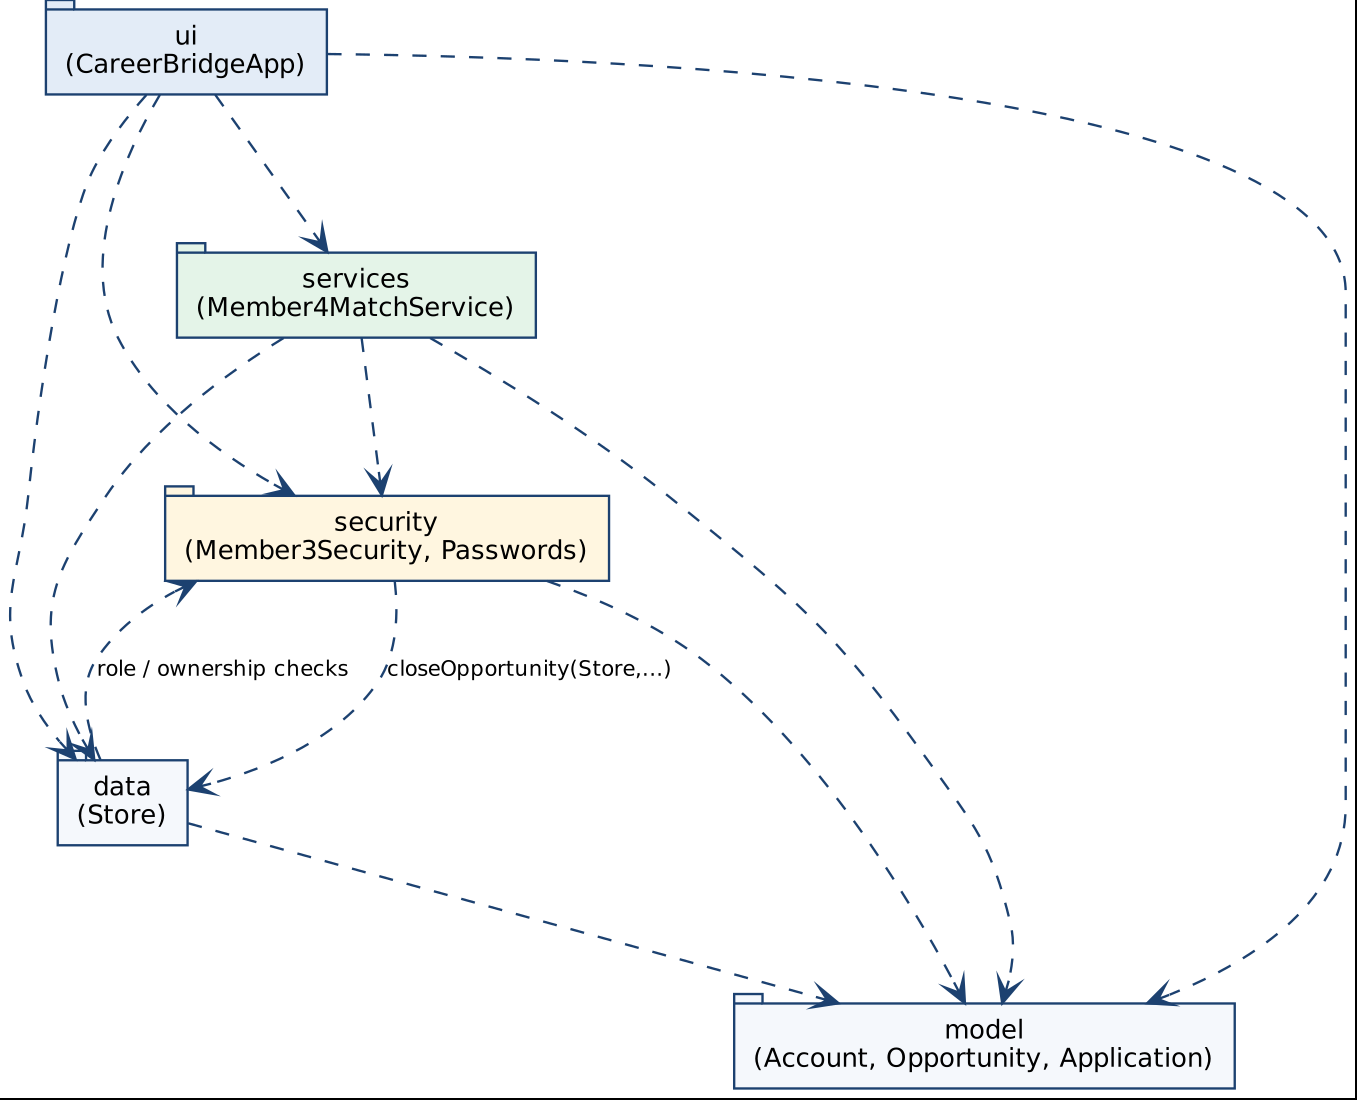 ui
(CareerBridgeApp)
services
(Member4MatchService)
security
(Member3Security, Passwords)
role / ownership checks
closeOpportunity(Store,...)
data
(Store)
model
(Account, Opportunity, Application)